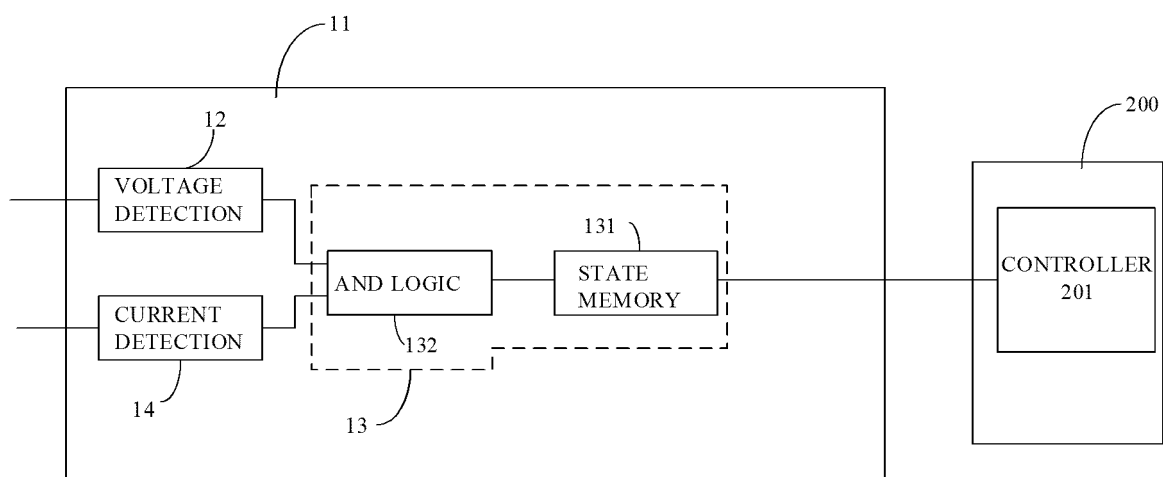 11
200
12
VOLTAGE
DETECTION
131
AND LOGIC
STATE
MEMORY
CONTROLLER
201
CURRENT
DETECTION
132
14
13